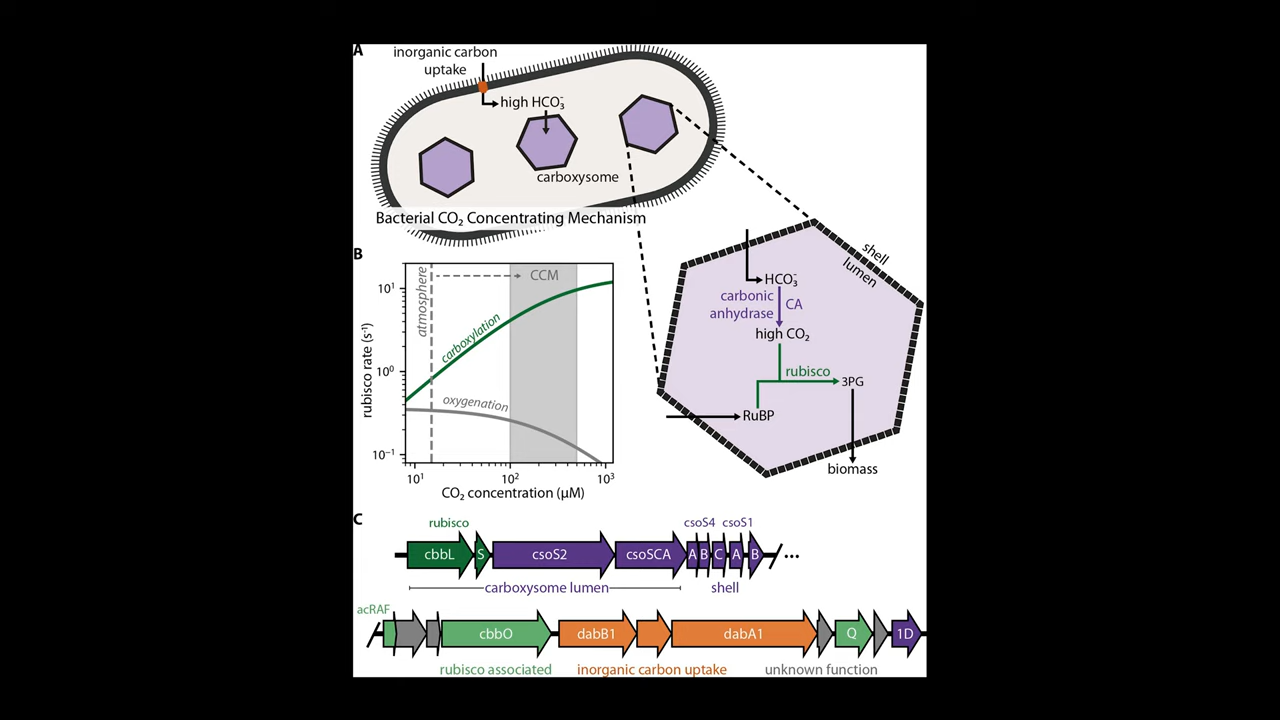 A
inorganic carbon
uptake
high HCO₃⁻
carboxysome
Bacterial CO₂ Concentrating Mechanism
shell
lumen
HCO₃⁻
carbonic
anhydrase
CA
high CO₂
rubisco
3PG
RuBP
biomass
B
atmosphere
CCM
carboxylation
oxygenation
rubisco rate (s⁻¹)
10¹
10⁰
10⁻¹
10¹ 10² 10³
CO₂ concentration (μM)
C
rubisco
csoS4 csoS1
cbbL S csoS2 csoSCA A B C A B ...
carboxysome lumen shell
acRAF
cbbO dabB1 dabA1 Q 1D
rubisco associated inorganic carbon uptake unknown function